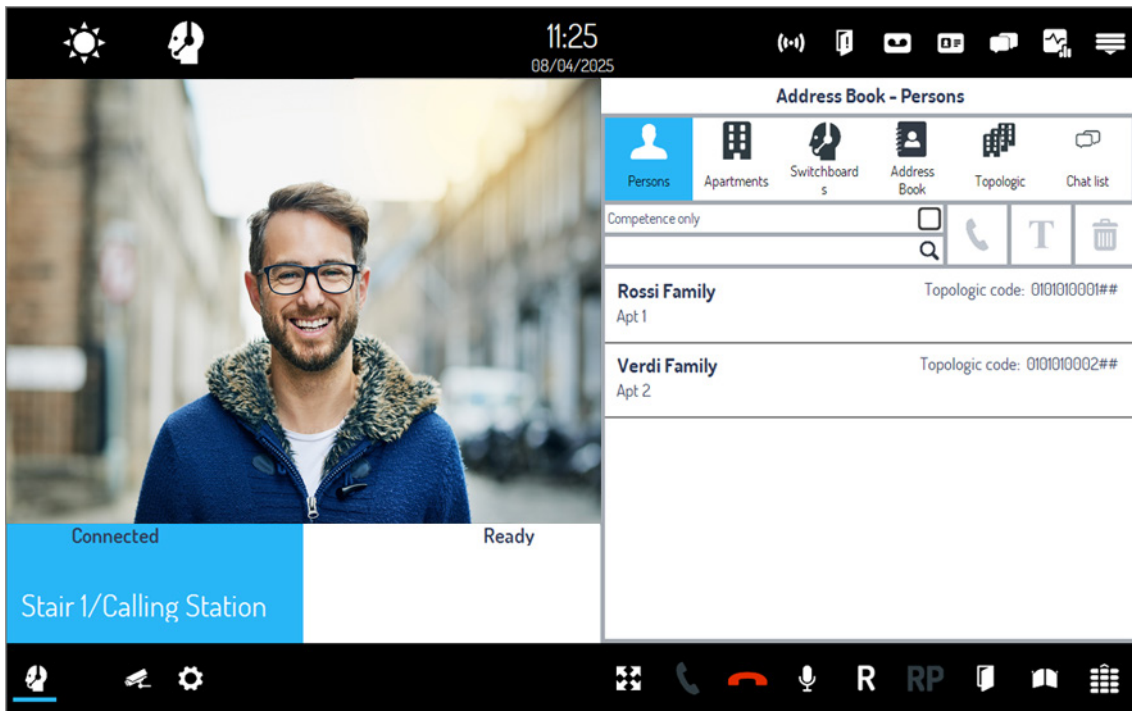 11:25
08/04/2025
Address Book - Persons
Persons
Apartments
Switchboard
s
Address
Book
Topologic
Chat list
Competence only
T
Rossi Family
Topologic code: 0101010001##
Apt 1
Verdi Family
Topologic code: 0101010002##
Apt 2
Connected
Ready
Stair 1/Calling Station
R
RP